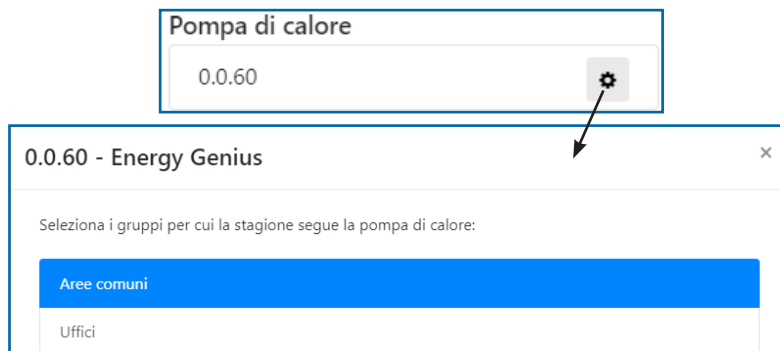 Pompa di calore
0.0.60
0.0.60 - Energy Genius
×
Seleziona i gruppi per cui la stagione segue la pompa di calore:
Aree comuni
Uffici